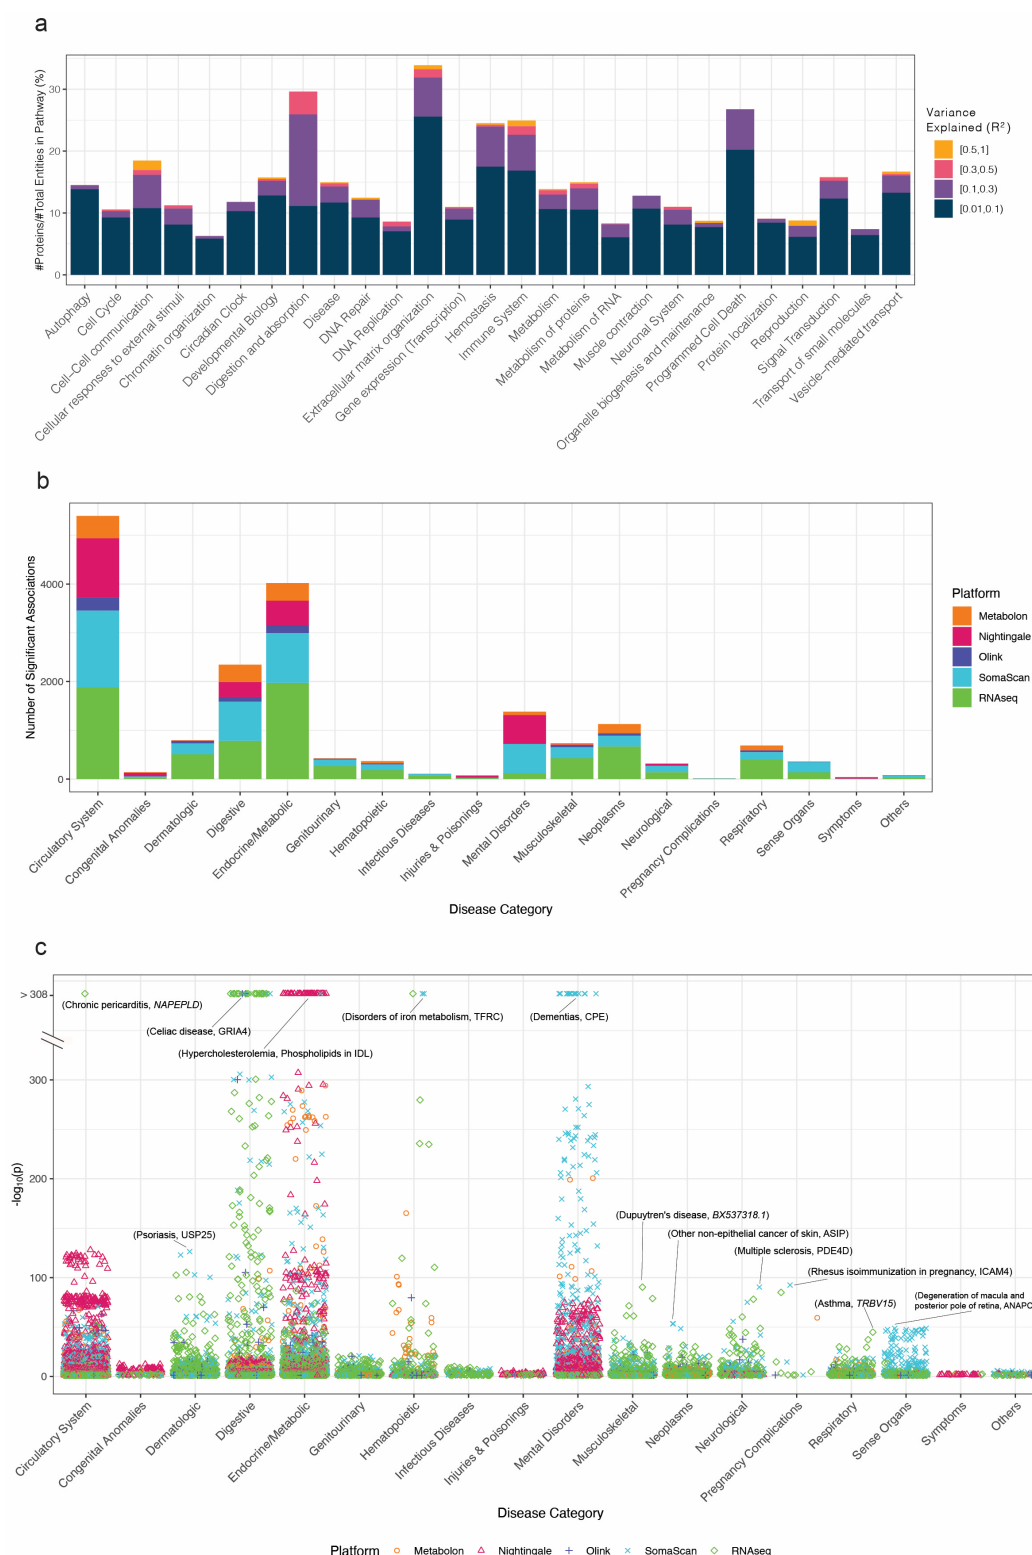 a
#Proteins/#Total Entities in Pathway (%)
30
20
10
0
Autophagy
Cell Cycle
Cell-Cell communication
Cellular responses to external stimuli
Chromatin organization
Circadian Clock
Developmental Biology
Digestion and absorption
Disease
DNA Repair
DNA Replication
Extracellular matrix organization
Gene expression (Transcription)
Hemostasis
Immune System
Metabolism
Metabolism of proteins
Metabolism of RNA
Muscle contraction
Neuronal System
Organelle biogenesis and maintenance
Programmed Cell Death
Protein localization
Reproduction
Signal Transduction
Transport of small molecules
Vesicle-mediated transport
Variance
Explained (R²)
[0.5,1]
[0.3,0.5)
[0.1,0.3)
[0.01,0.1)
b
Number of Significant Associations
4000
2000
0
Circulatory System
Congenital Anomalies
Dermatologic
Digestive
Endocrine/Metabolic
Genitourinary
Hematopoietic
Infectious Diseases
Injuries & Poisonings
Mental Disorders
Musculoskeletal
Neoplasms
Neurological
Pregnancy Complications
Respiratory
Sense Organs
Symptoms
Others
Disease Category
Platform
Metabolon
Nightingale
Olink
SomaScan
RNAseq
c
-log₁₀(p)
> 308
300
200
100
0
(Chronic pericarditis, NAPEPLD)
(Celiac disease, GRIA4)
(Hypercholesterolemia, Phospholipids in IDL)
(Disorders of iron metabolism, TFRC)
(Dementias, CPE)
(Psoriasis, USP25)
(Dupuytren's disease, BX537318.1)
(Other non-epithelial cancer of skin, ASIP)
(Multiple sclerosis, PDE4D)
(Rhesus isoimmunization in pregnancy, ICAM4)
(Asthma, TRBV15)
(Degeneration of macula and
posterior pole of retina, ANAPC
Circulatory System
Congenital Anomalies
Dermatologic
Digestive
Endocrine/Metabolic
Genitourinary
Hematopoietic
Infectious Diseases
Injuries & Poisonings
Mental Disorders
Musculoskeletal
Neoplasms
Neurological
Pregnancy Complications
Respiratory
Sense Organs
Symptoms
Others
Disease Category
Platform Metabolon Nightingale Olink SomaScan RNAseq